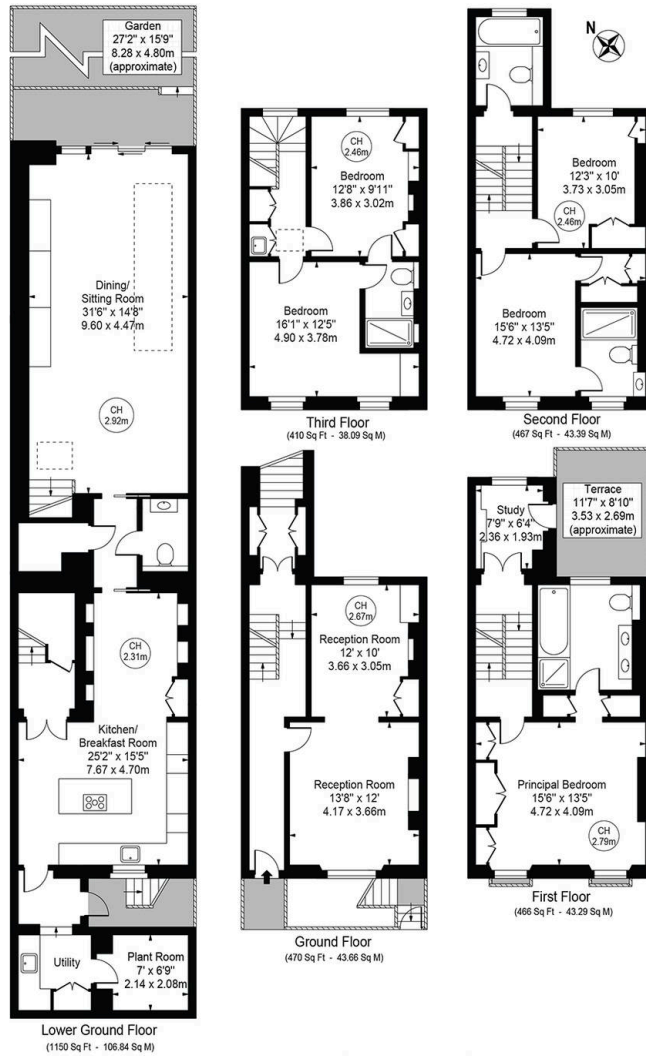 Garden
27'2" x 15'9"
8.28 x 4.80m
(approximate)
Dining/
Sitting Room
31'6" x 14'8"
9.60 x 4.47m
CH
2.92m
CH
2.31m
Kitchen/
Breakfast Room
25'2" x 15'5"
7.67 x 4.70m
Utility
Plant Room
7' x 6'9"
2.14 x 2.08m
Lower Ground Floor
(1150 Sq Ft - 106.84 Sq M)
CH
2.46m
Bedroom
12'8" x 9'11"
3.86 x 3.02m
Bedroom
16'1" x 12'5"
4.90 x 3.78m
Third Floor
(410 Sq Ft - 38.09 Sq M)
N
Bedroom
12'3" x 10'
3.73 x 3.05m
CH
2.46m
Bedroom
15'6" x 13'5"
4.72 x 4.09m
Second Floor
(467 Sq Ft - 43.39 Sq M)
CH
2.67m
Reception Room
12' x 10'
3.66 x 3.05m
Reception Room
13'8" x 12'
4.17 x 3.66m
Ground Floor
(470 Sq Ft - 43.66 Sq M)
Terrace
11'7" x 8'10"
3.53 x 2.69m
(approximate)
Study
7'9" x 6'4"
2.36 x 1.93m
Principal Bedroom
15'6" x 13'5"
4.72 x 4.09m
CH
2.79m
First Floor
(466 Sq Ft - 43.29 Sq M)